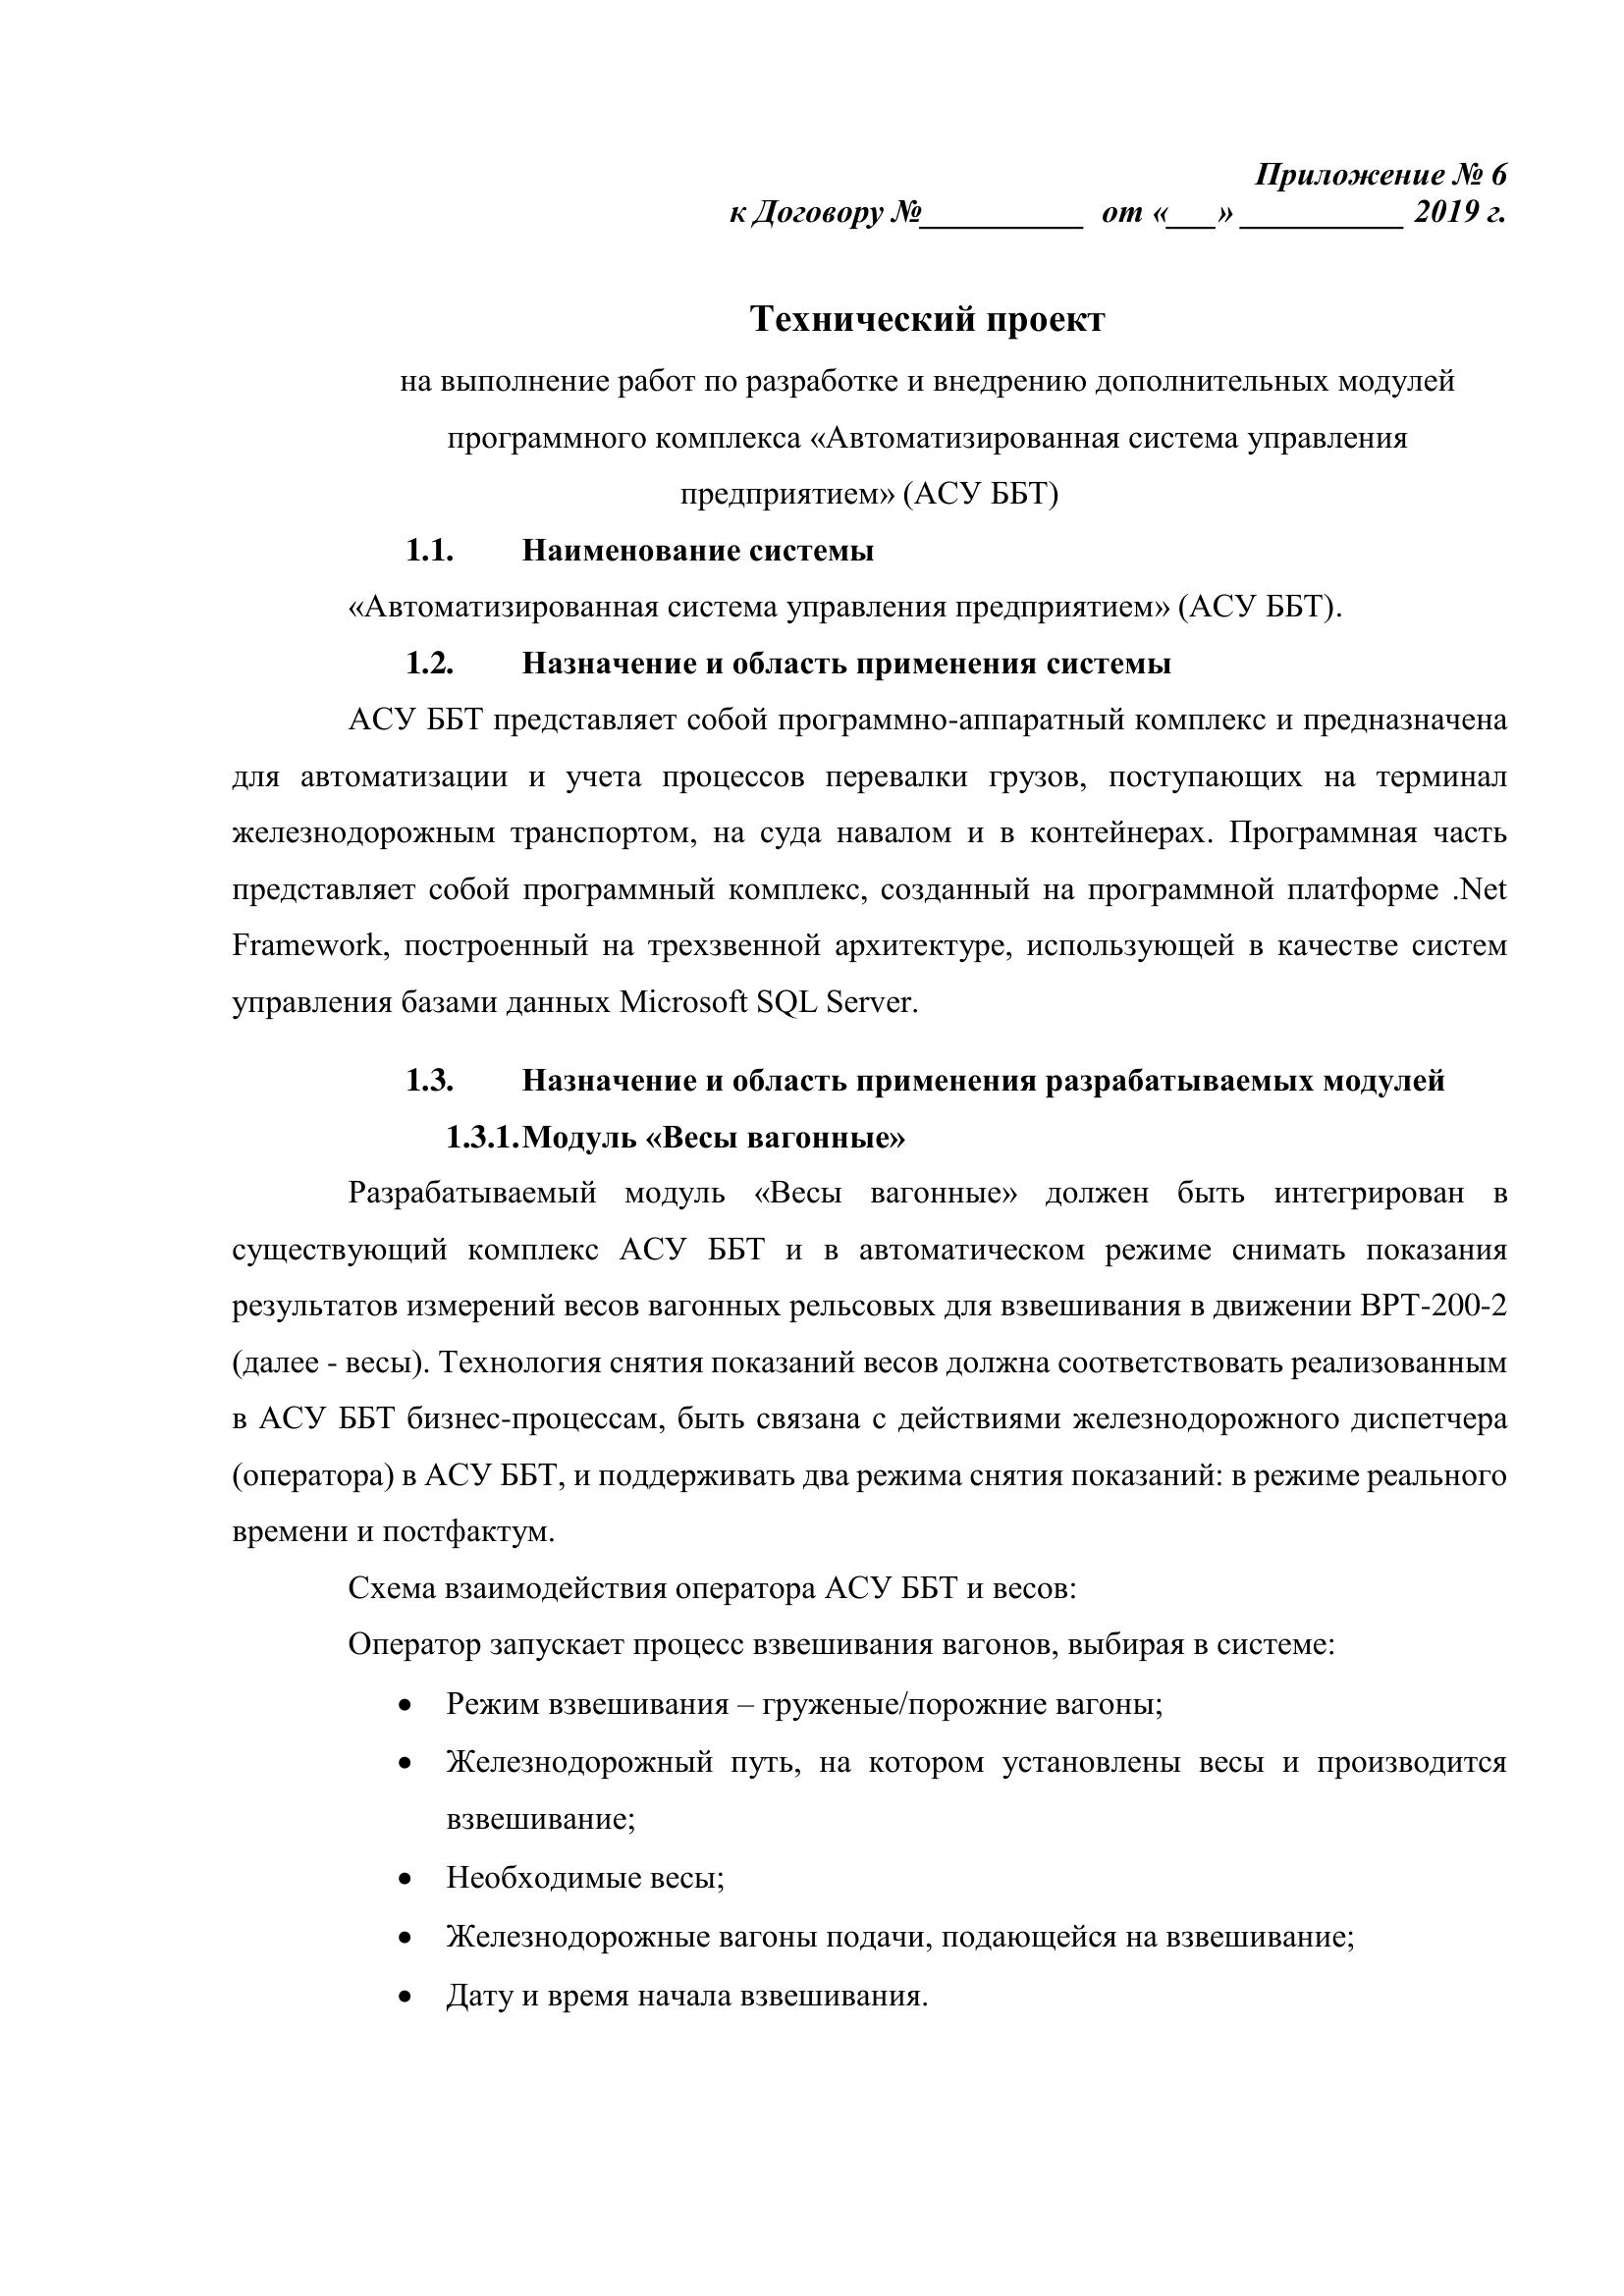 Приложение № 6
к Договору №__________ от «___» __________ 2019 г.
Технический проект
на выполнение работ по разработке и внедрению дополнительных модулей
программного комплекса «Автоматизированная система управления
предприятием» (АСУ ББТ)
1.1. Наименование системы
«Автоматизированная система управления предприятием» (АСУ ББТ).
1.2. Назначение и область применения системы
АСУ ББТ представляет собой программно-аппаратный комплекс и предназначена
для автоматизации и учета процессов перевалки грузов, поступающих на терминал
железнодорожным транспортом, на суда навалом и в контейнерах. Программная часть
представляет собой программный комплекс, созданный на программной платформе .Net
Framework, построенный на трехзвенной архитектуре, использующей в качестве систем
управления базами данных Microsoft SQL Server.
1.3. Назначение и область применения разрабатываемых модулей
1.3.1. Модуль «Весы вагонные»
Разрабатываемый модуль «Весы вагонные» должен быть интегрирован в
существующий комплекс АСУ ББТ и в автоматическом режиме снимать показания
результатов измерений весов вагонных рельсовых для взвешивания в движении ВРТ-200-2
(далее - весы). Технология снятия показаний весов должна соответствовать реализованным
в АСУ ББТ бизнес-процессам, быть связана с действиями железнодорожного диспетчера
(оператора) в АСУ ББТ, и поддерживать два режима снятия показаний: в режиме реального
времени и постфактум.
Схема взаимодействия оператора АСУ ББТ и весов:
Оператор запускает процесс взвешивания вагонов, выбирая в системе:
• Режим взвешивания – груженые/порожние вагоны;
• Железнодорожный путь, на котором установлены весы и производится
взвешивание;
• Необходимые весы;
• Железнодорожные вагоны подачи, подающейся на взвешивание;
• Дату и время начала взвешивания.